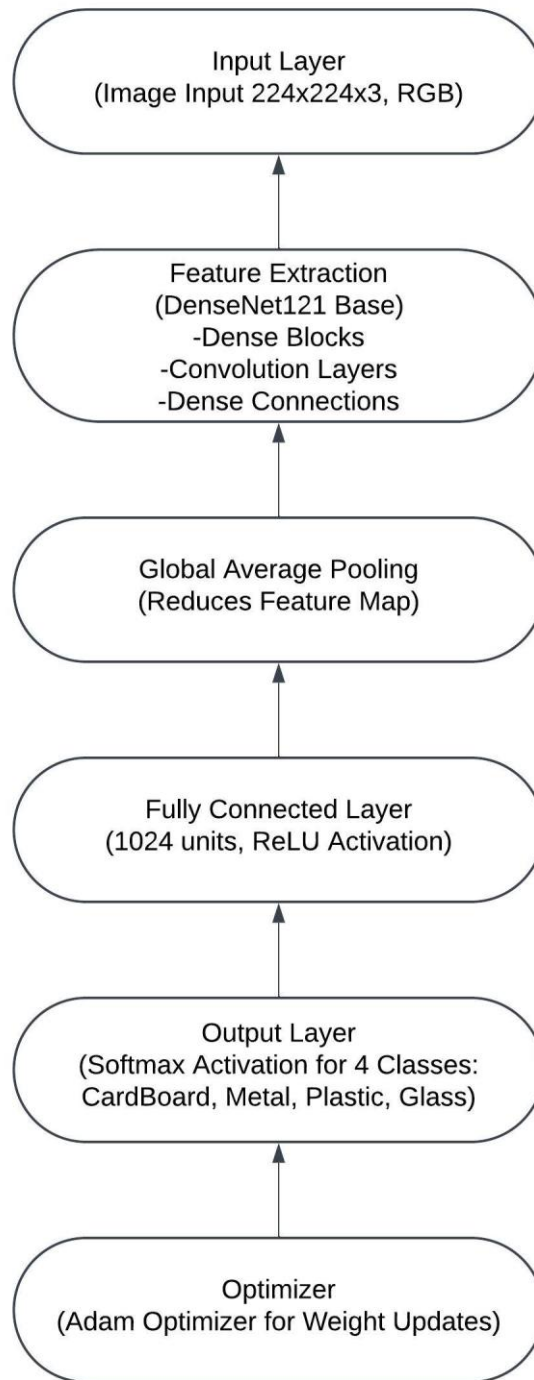 Input Layer
(Image Input 224x224x3, RGB)
Feature Extraction
(DenseNet121 Base)
-Dense Blocks
-Convolution Layers
-Dense Connections
Global Average Pooling
(Reduces Feature Map)
Fully Connected Layer
(1024 units, ReLU Activation)
Output Layer
(Softmax Activation for 4 Classes:
CardBoard, Metal, Plastic, Glass)
Optimizer
(Adam Optimizer for Weight Updates)